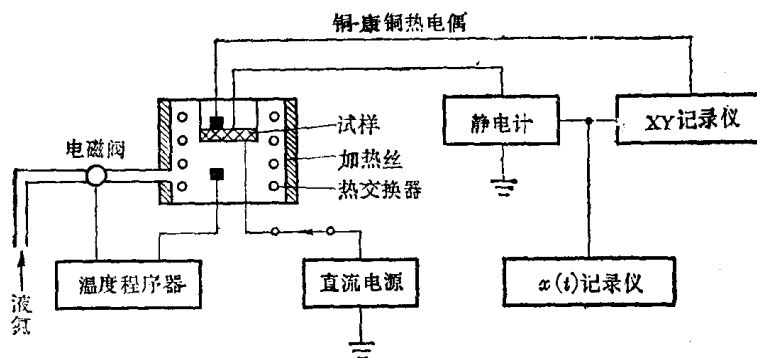 铜-康铜热电偶
电磁阀
试样
加热丝
热交换器
静电计
XY记录仪
温度程序器
直流电源
x(t)记录仪
液氮